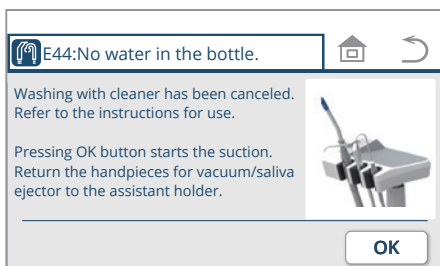 E44:No water in the bottle.
Washing with cleaner has been canceled.
Refer to the instructions for use.
Pressing OK button starts the suction.
Return the handpieces for vacuum/saliva
ejector to the assistant holder.
OK